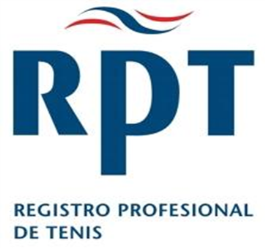 RPT
REGISTRO PROFESIONAL
DE TENIS